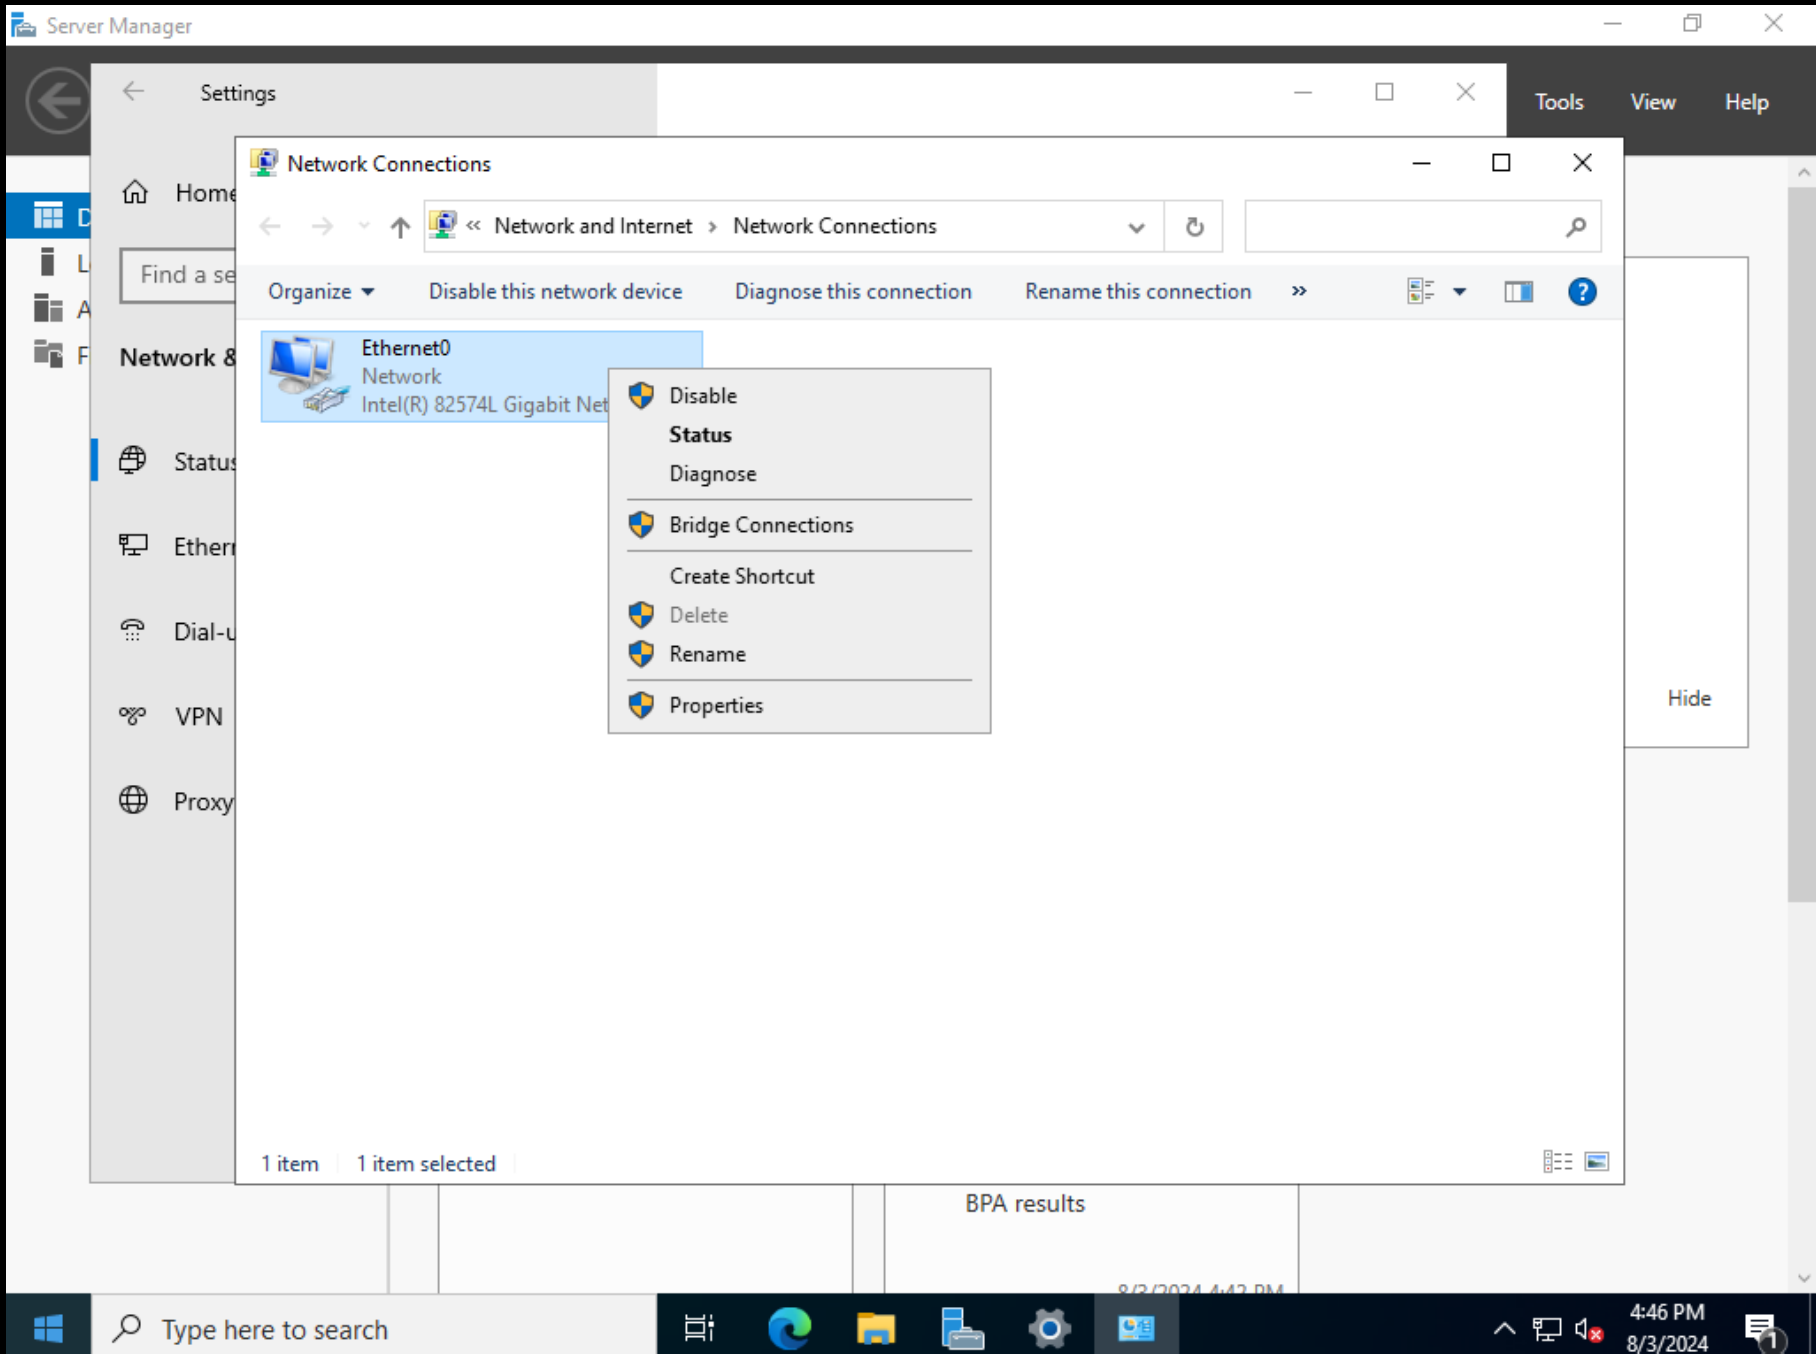 Server Manager
Settings
Tools View Help
Network Connections
Home
« Network and Internet › Network Connections
Find a se
Organize Disable this network device Diagnose this connection Rename this connection »
Network &
Ethernet0
Network
Intel(R) 82574L Gigabit Net
Disable
Status
Diagnose
Bridge Connections
Create Shortcut
Delete
Rename
Properties
Status
Ethern
Dial-u
VPN
Proxy
D
L
A
F
Hide
1 item 1 item selected
BPA results
8/3/2024 4:42 PM
Type here to search
4:46 PM
8/3/2024
1